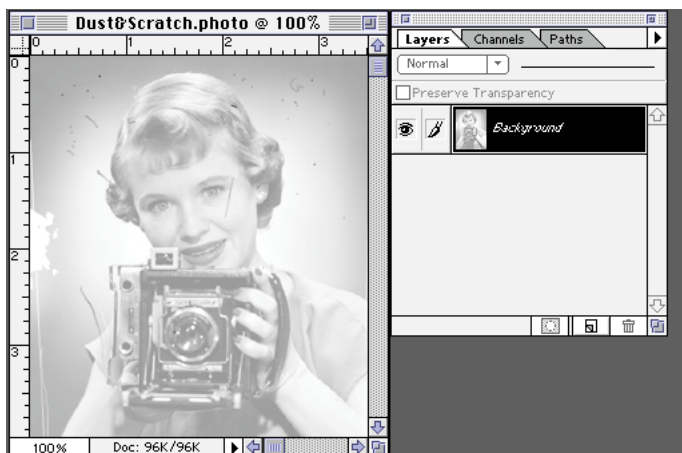 Dust&Scratch.photo @ 100%
0 1 2 3
0
1
2
3
100% Doc: 96K/96K
Layers Channels Paths
Normal
Preserve Transparency
Background